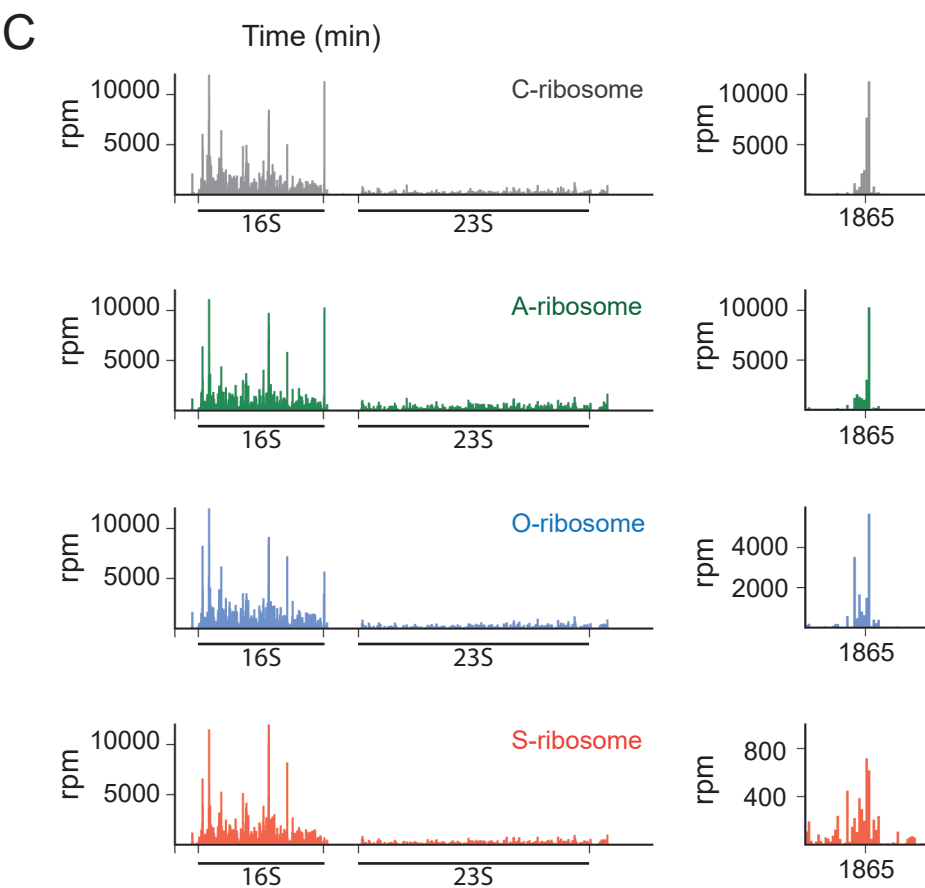 C
Time (min)
rpm
10000
5000
C-ribosome
16S
23S
rpm
10000
5000
1865
rpm
10000
5000
A-ribosome
16S
23S
rpm
10000
5000
1865
rpm
10000
5000
O-ribosome
16S
23S
rpm
4000
2000
1865
rpm
10000
5000
S-ribosome
16S
23S
rpm
800
400
1865